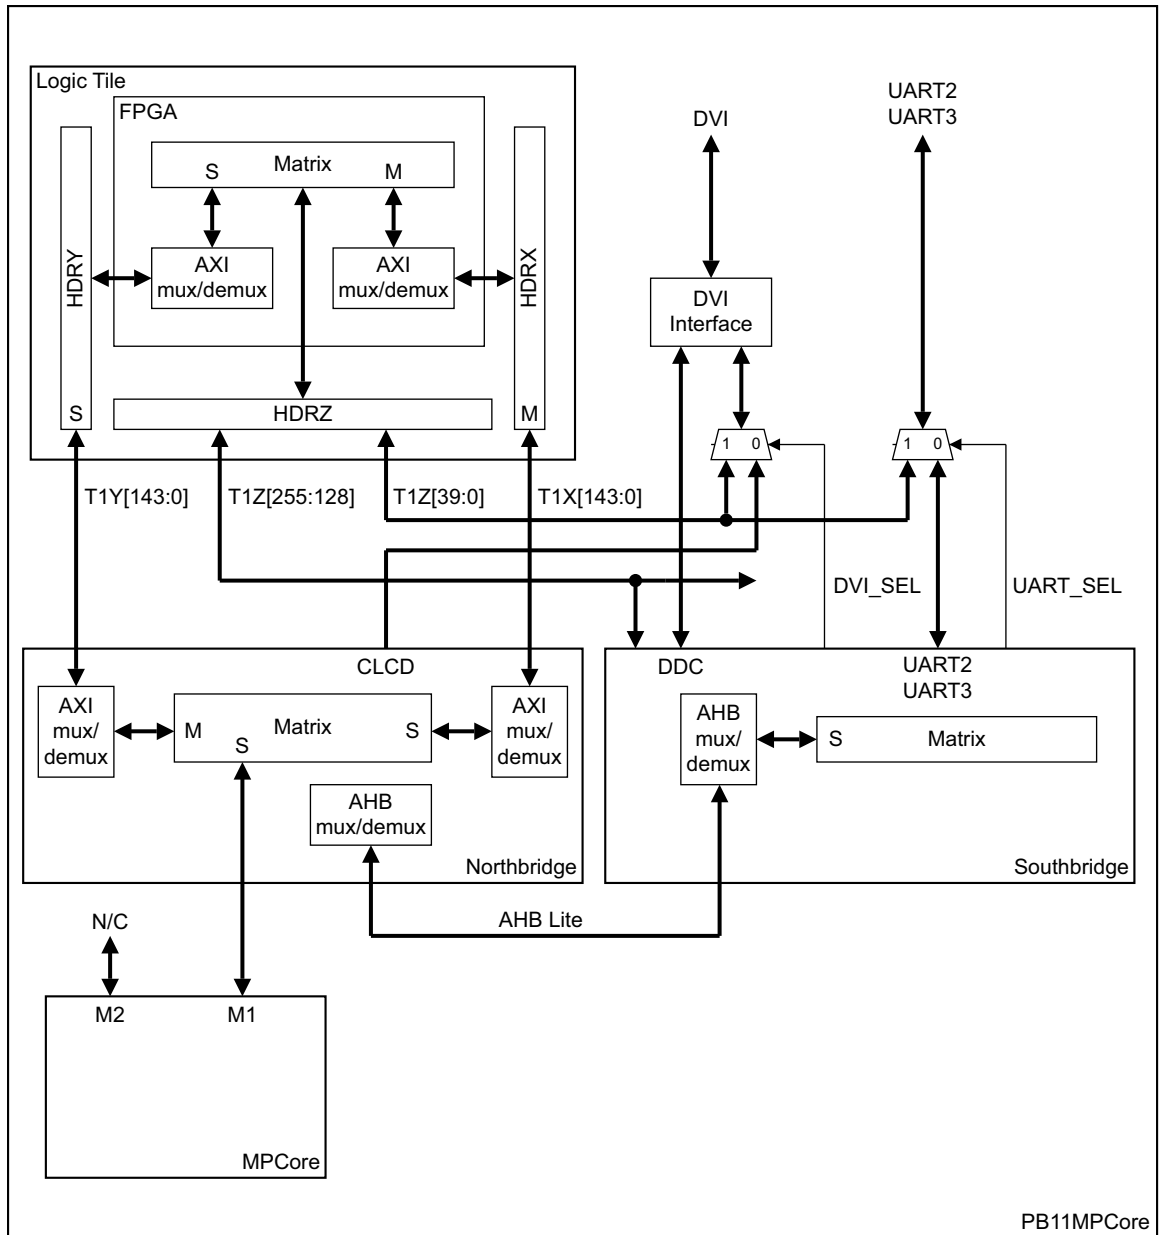 Logic Tile
FPGA
UART2
UART3
DVI
Matrix
S
M
HDRY
AXI
mux/demux
AXI
mux/demux
HDRX
DVI
Interface
S
HDRZ
M
1 0
1 0
T1Y[143:0]
T1Z[255:128]
T1Z[39:0]
T1X[143:0]
DVI_SEL
UART_SEL
CLCD
DDC
UART2
UART3
AXI
mux/
demux
M
Matrix
S
S
AXI
mux/
demux
AHB
mux/
demux
S
Matrix
AHB
mux/demux
Northbridge
Southbridge
N/C
AHB Lite
M2
M1
MPCore
PB11MPCore